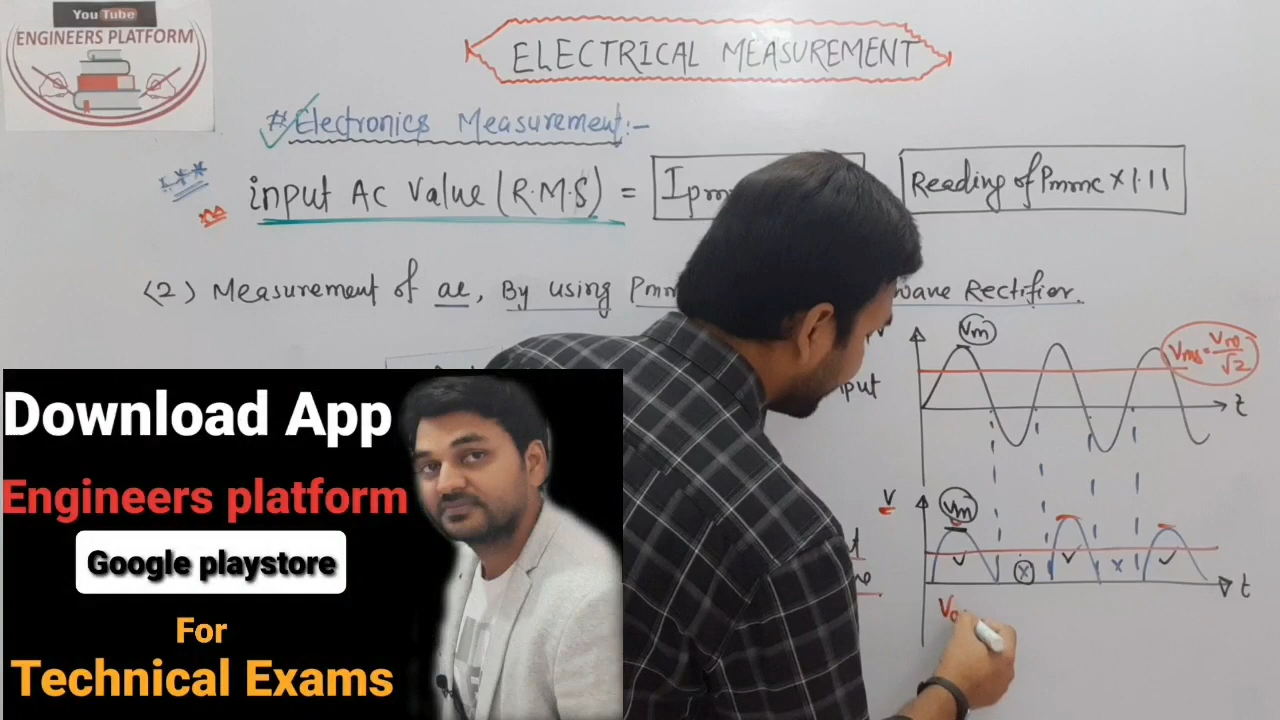 YouTube
ENGINEERS PLATFORM
ELECTRICAL MEASUREMENT
# Electronics Measurement:-
***
input AC Value (R.M.S) =
Reading of Pmmc x 1.11
(2) Measurement of ac, By using
wave Rectifier.
Vm
Vrms = Vm/√2
t
V
Vm
t
Download App
Engineers platform
Google playstore
For
Technical Exams